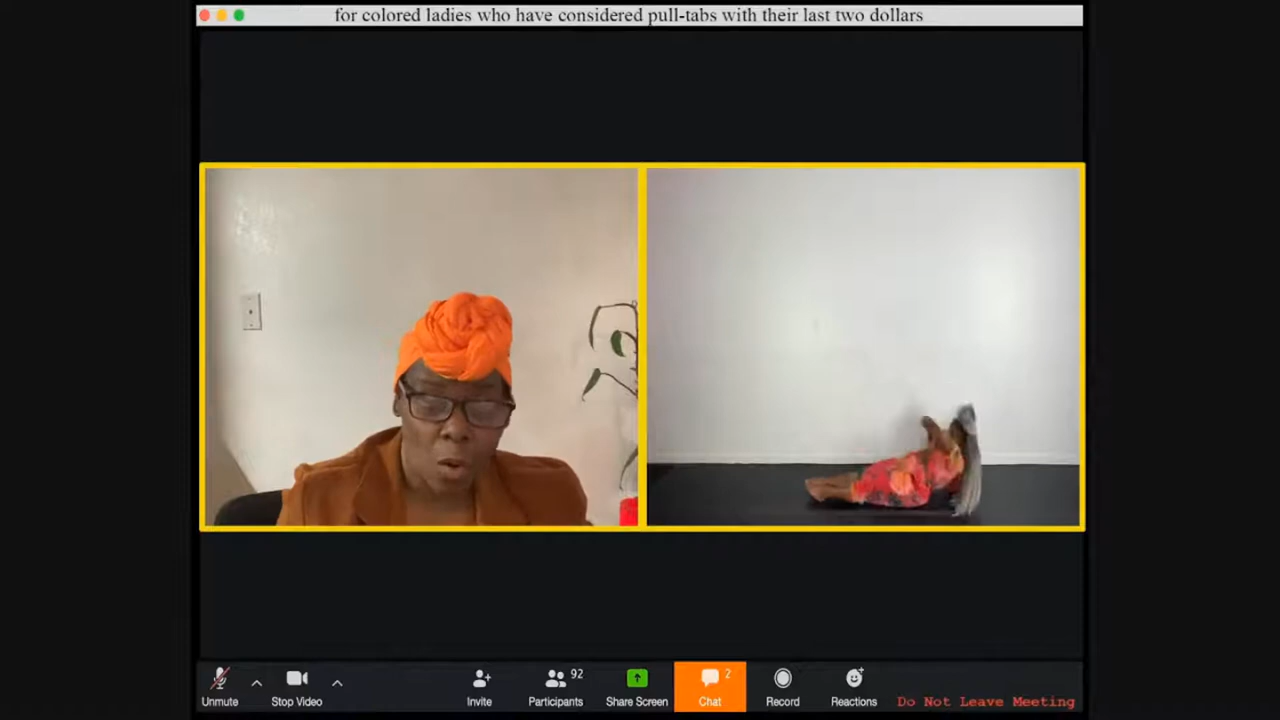 for colored ladies who have considered pull-tabs with their last two dollars
92
2
Unmute
Stop Video
Invite
Participants
Share Screen
Chat
Record
Reactions
Do Not Leave Meeting